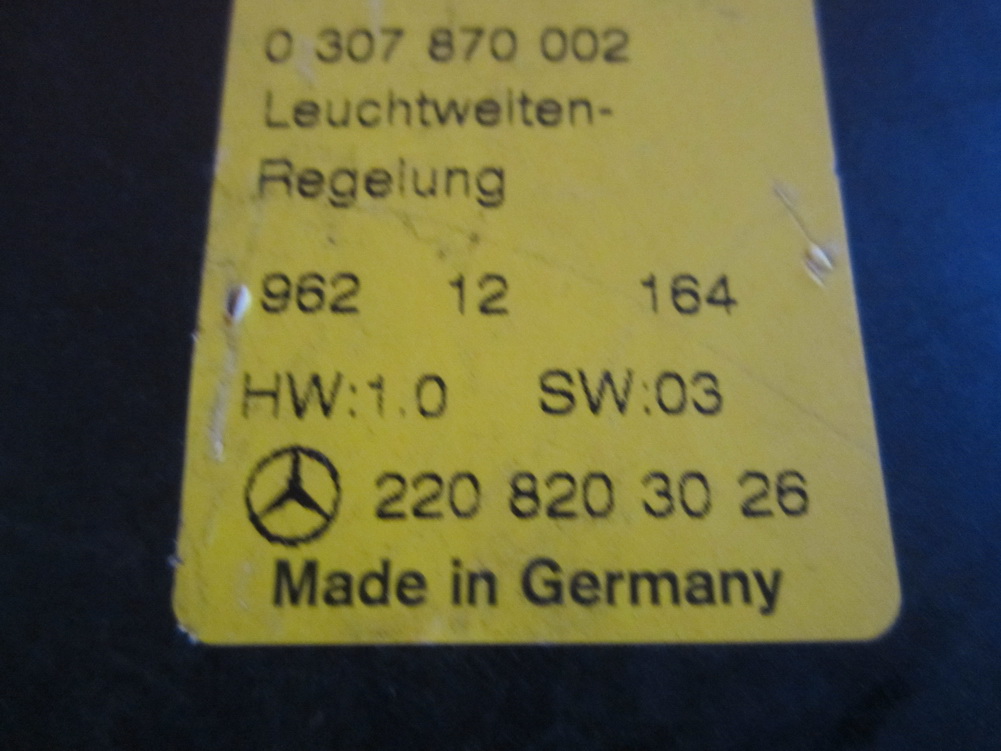 0 307 870 002
Leuchtweiten-
Regelung
962 12 164
HW:1.0 SW:03
220 820 30 26
Made in Germany